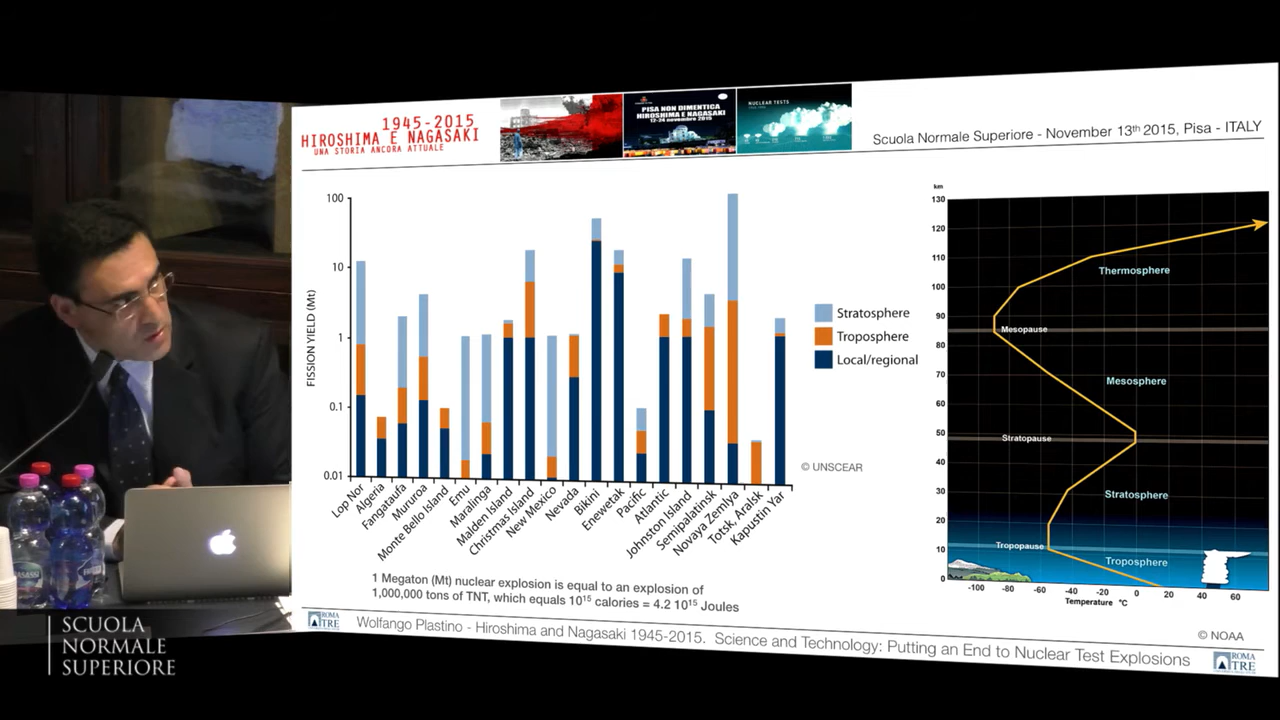 1945-2015
HIROSHIMA E NAGASAKI
UNA STORIA ANCORA ATTUALE
PISA NON DIMENTICA
HIROSHIMA E NAGASAKI
12-24 novembre 2015
NUCLEAR TESTS
Scuola Normale Superiore - November 13th 2015, Pisa - ITALY
FISSION YIELD (Mt)
100
10
1
0.1
0.01
Lop Nor
Algeria
Fangataufa
Mururoa
Monte Bello Island
Emu
Maralinga
Malden Island
Christmas Island
New Mexico
Nevada
Bikini
Enewetak
Pacific
Atlantic
Johnston Island
Semipalatinsk
Novaya Zemlya
Totsk, Aralsk
Kapustin Yar
Stratosphere
Troposphere
Local/regional
© UNSCEAR
1 Megaton (Mt) nuclear explosion is equal to an explosion of
1,000,000 tons of TNT, which equals 10¹⁵ calories = 4.2 10¹⁵ Joules
km
130
120
110
100
90
80
70
60
50
40
30
20
10
0
Thermosphere
Mesopause
Mesosphere
Stratopause
Stratosphere
Tropopause
Troposphere
-100 -80 -60 -40 -20 0 20 40 60
Temperature °C
© NOAA
ROMA
TRE
Wolfango Plastino - Hiroshima and Nagasaki 1945-2015. Science and Technology: Putting an End to Nuclear Test Explosions
ROMA
TRE
SCUOLA
NORMALE
SUPERIORE